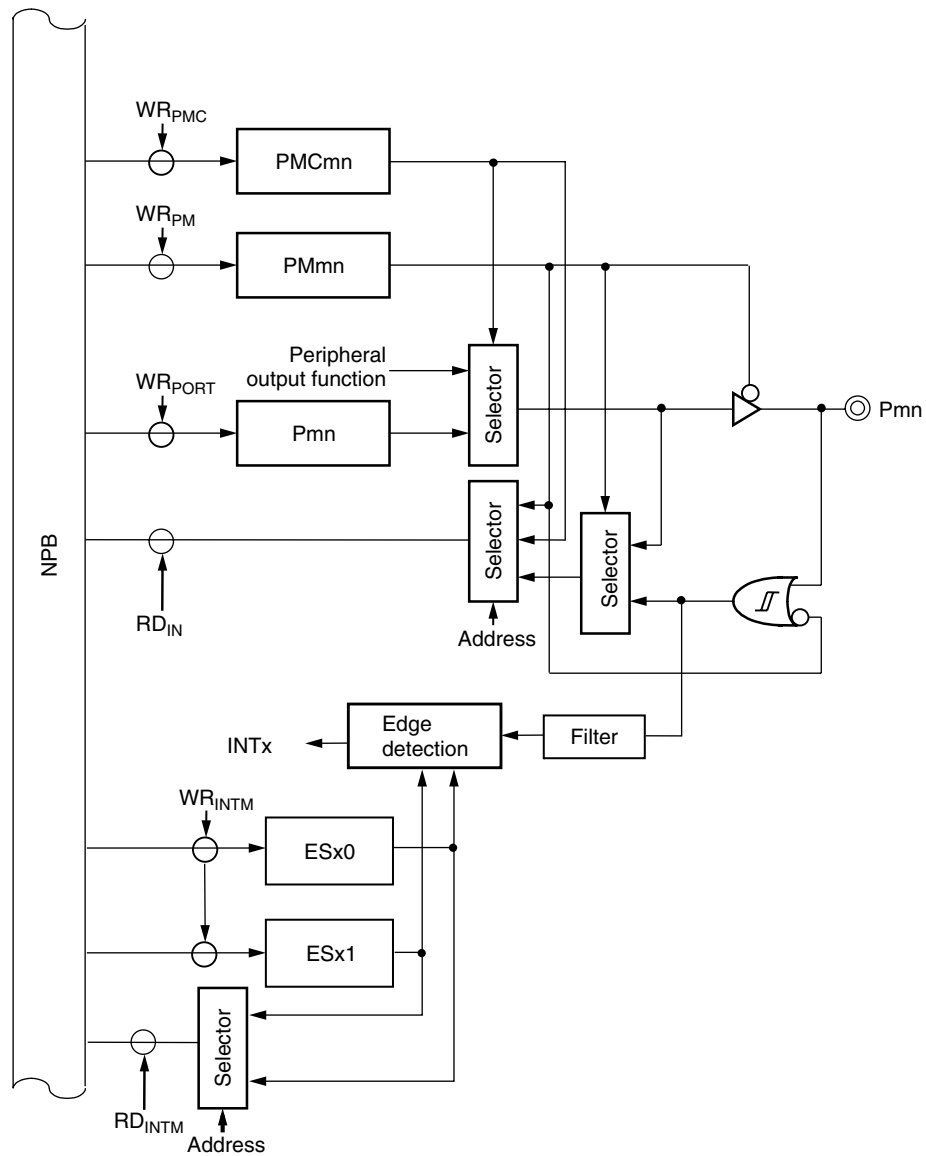 WRPMC
PMCmn
WRPM
PMmn
Peripheral
output function
WRPORT
Pmn
Selector
Pmn
NPB
RDIN
Selector
Address
Selector
INTx
Edge
detection
Filter
WRINTM
ESx0
ESx1
Selector
RDINTM
Address